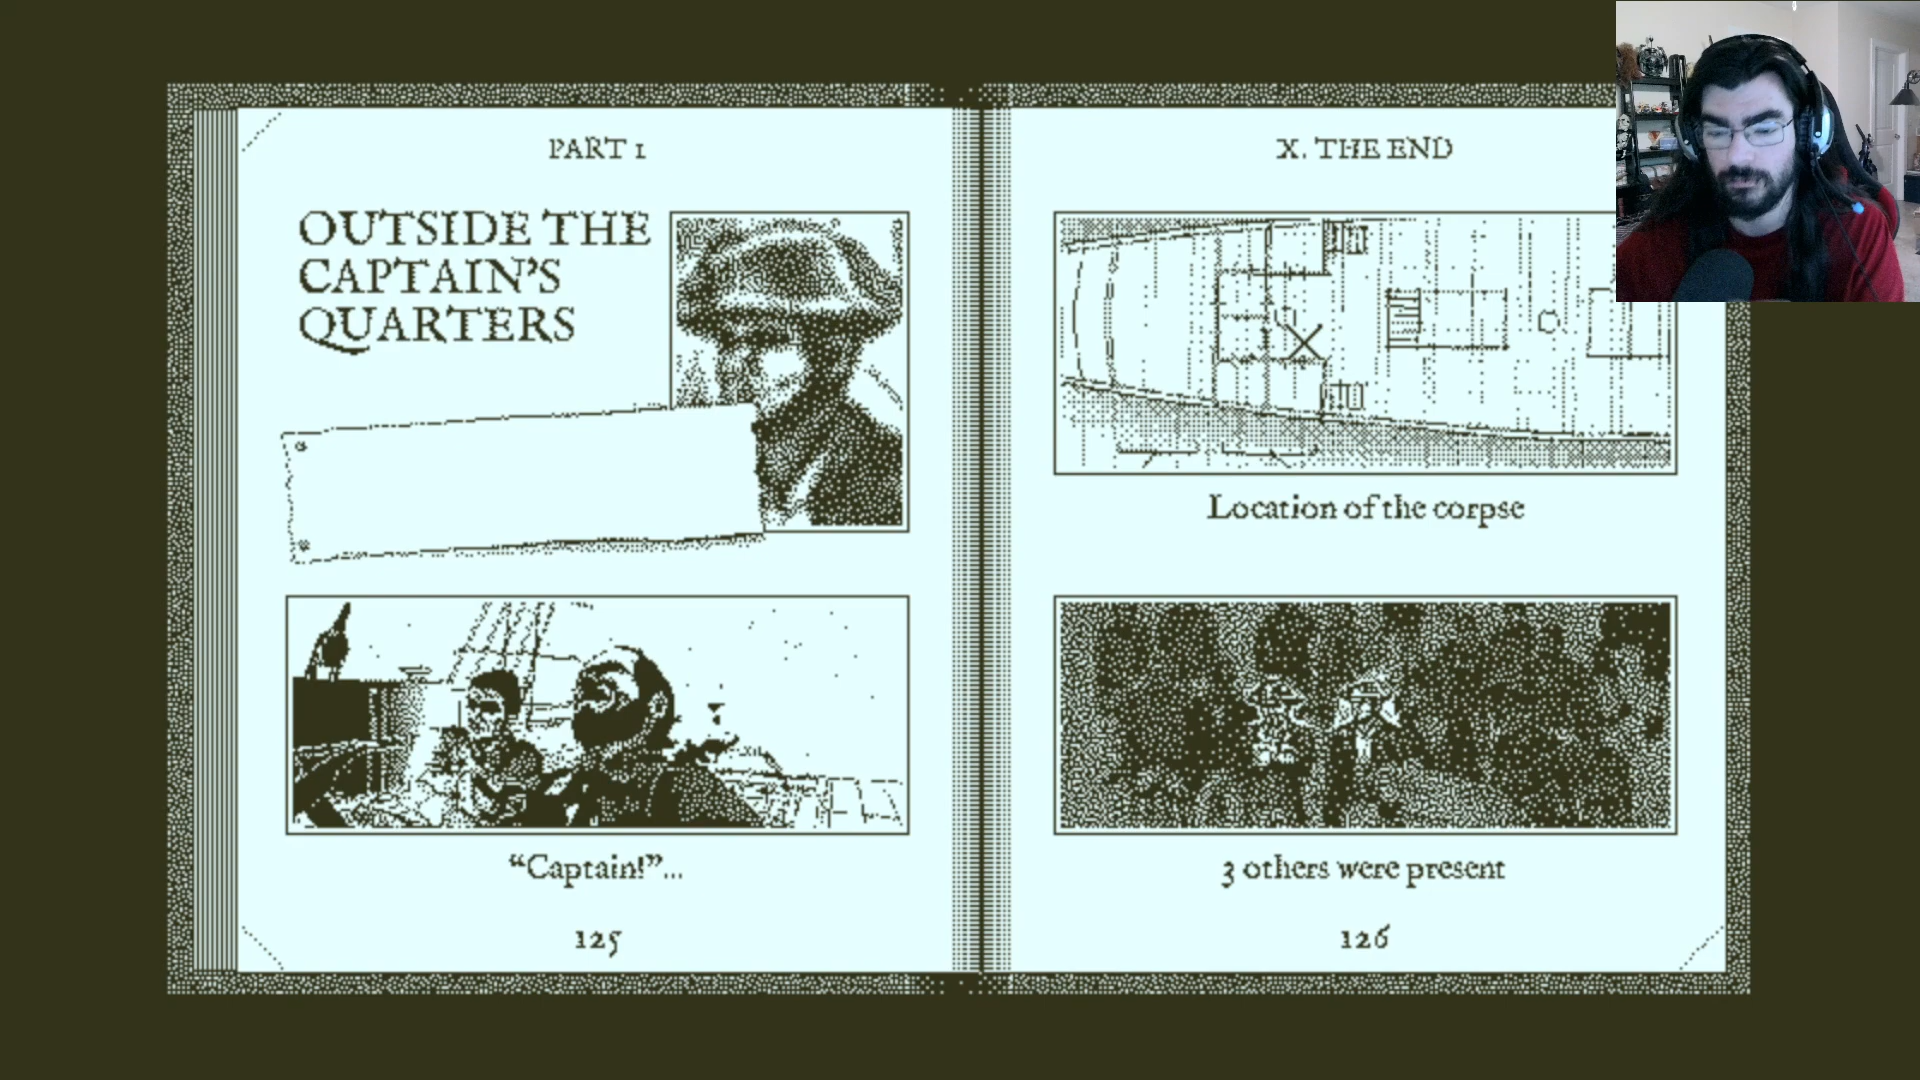 PART 1
OUTSIDE THE
CAPTAIN'S
QUARTERS
"Captain!"...
125
X. THE END
Location of the corpse
3 others were present
126